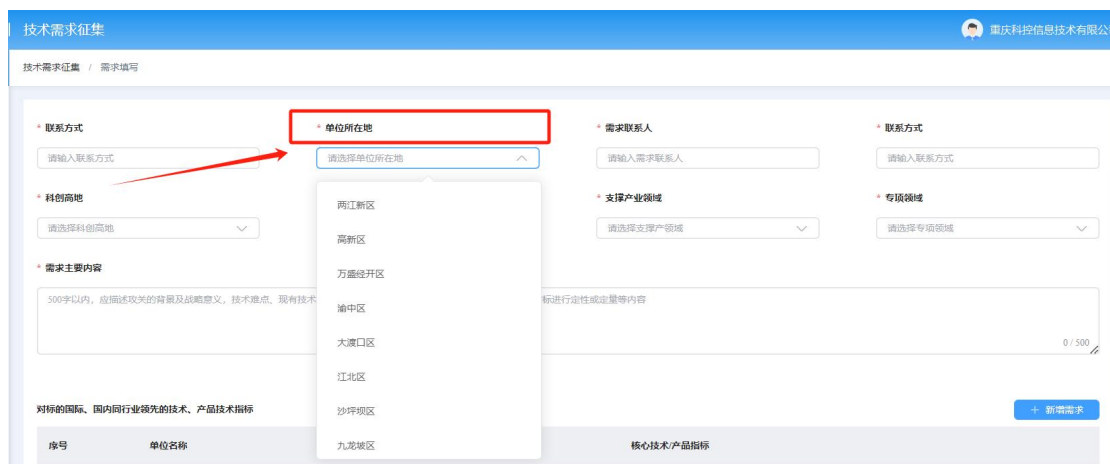 技术需求征集
重庆科控信息技术有限公
技术需求征集 / 需求填写
* 联系方式
* 单位所在地
* 需求联系人
* 联系方式
请输入联系方式
请选择单位所在地
请输入需求联系人
请输入联系方式
* 科创高地
* 支撑产业领域
* 专项领域
请选择科创高地
请选择支撑产领域
请选择专项领域
两江新区
高新区
万盛经开区
渝中区
大渡口区
江北区
沙坪坝区
九龙坡区
* 需求主要内容
500字以内，应描述攻关的背景及战略意义，技术难点、现有技术
标进行定性或定量等内容
0 / 500
对标的国际、国内同行业领先的技术、产品技术指标
+ 新增需求
序号
单位名称
核心技术/产品指标